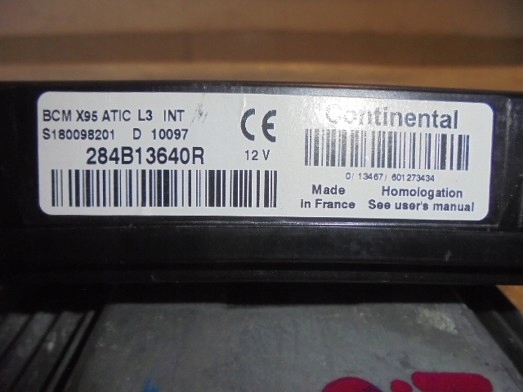 BCM X95 ATIC L3 INT
S180098201 D 10097
284B13640R
CE
12 V
Continental
0/ 13467/ 601273434
Made in France
Homologation
See user's manual